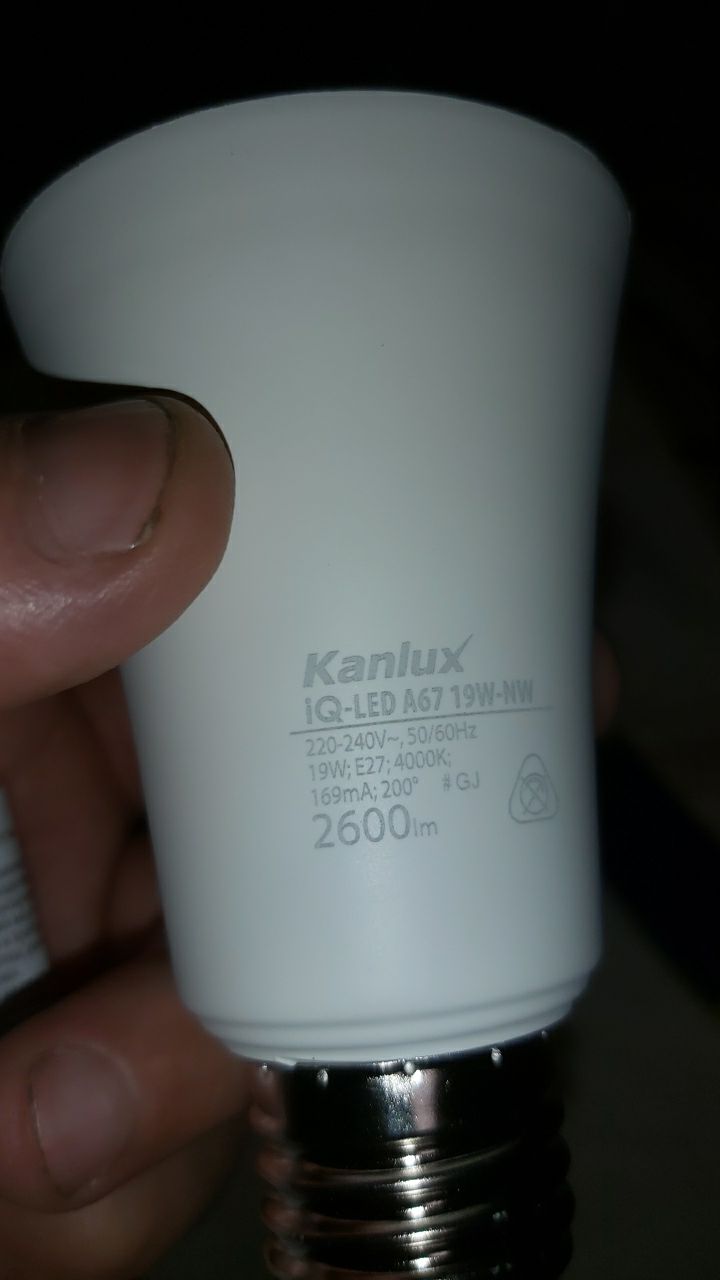 Kanlux
iQ-LED A67 19W-NW
220-240V~, 50/60Hz
19W; E27; 4000K;
169mA; 200° #GJ
2600lm